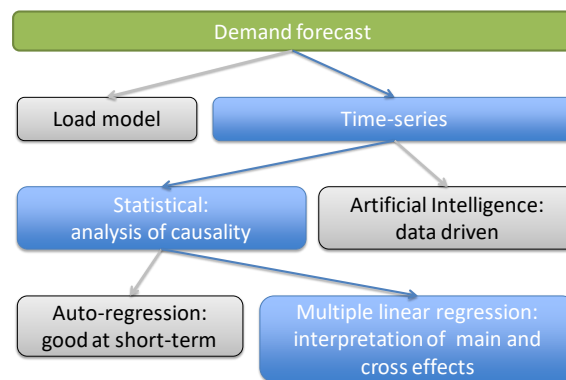 Demand forecast
Load model
Time-series
Statistical:
analysis of causality
Artificial Intelligence:
data driven
Auto-regression:
good at short-term
Multiple linear regression:
interpretation of main and
cross effects